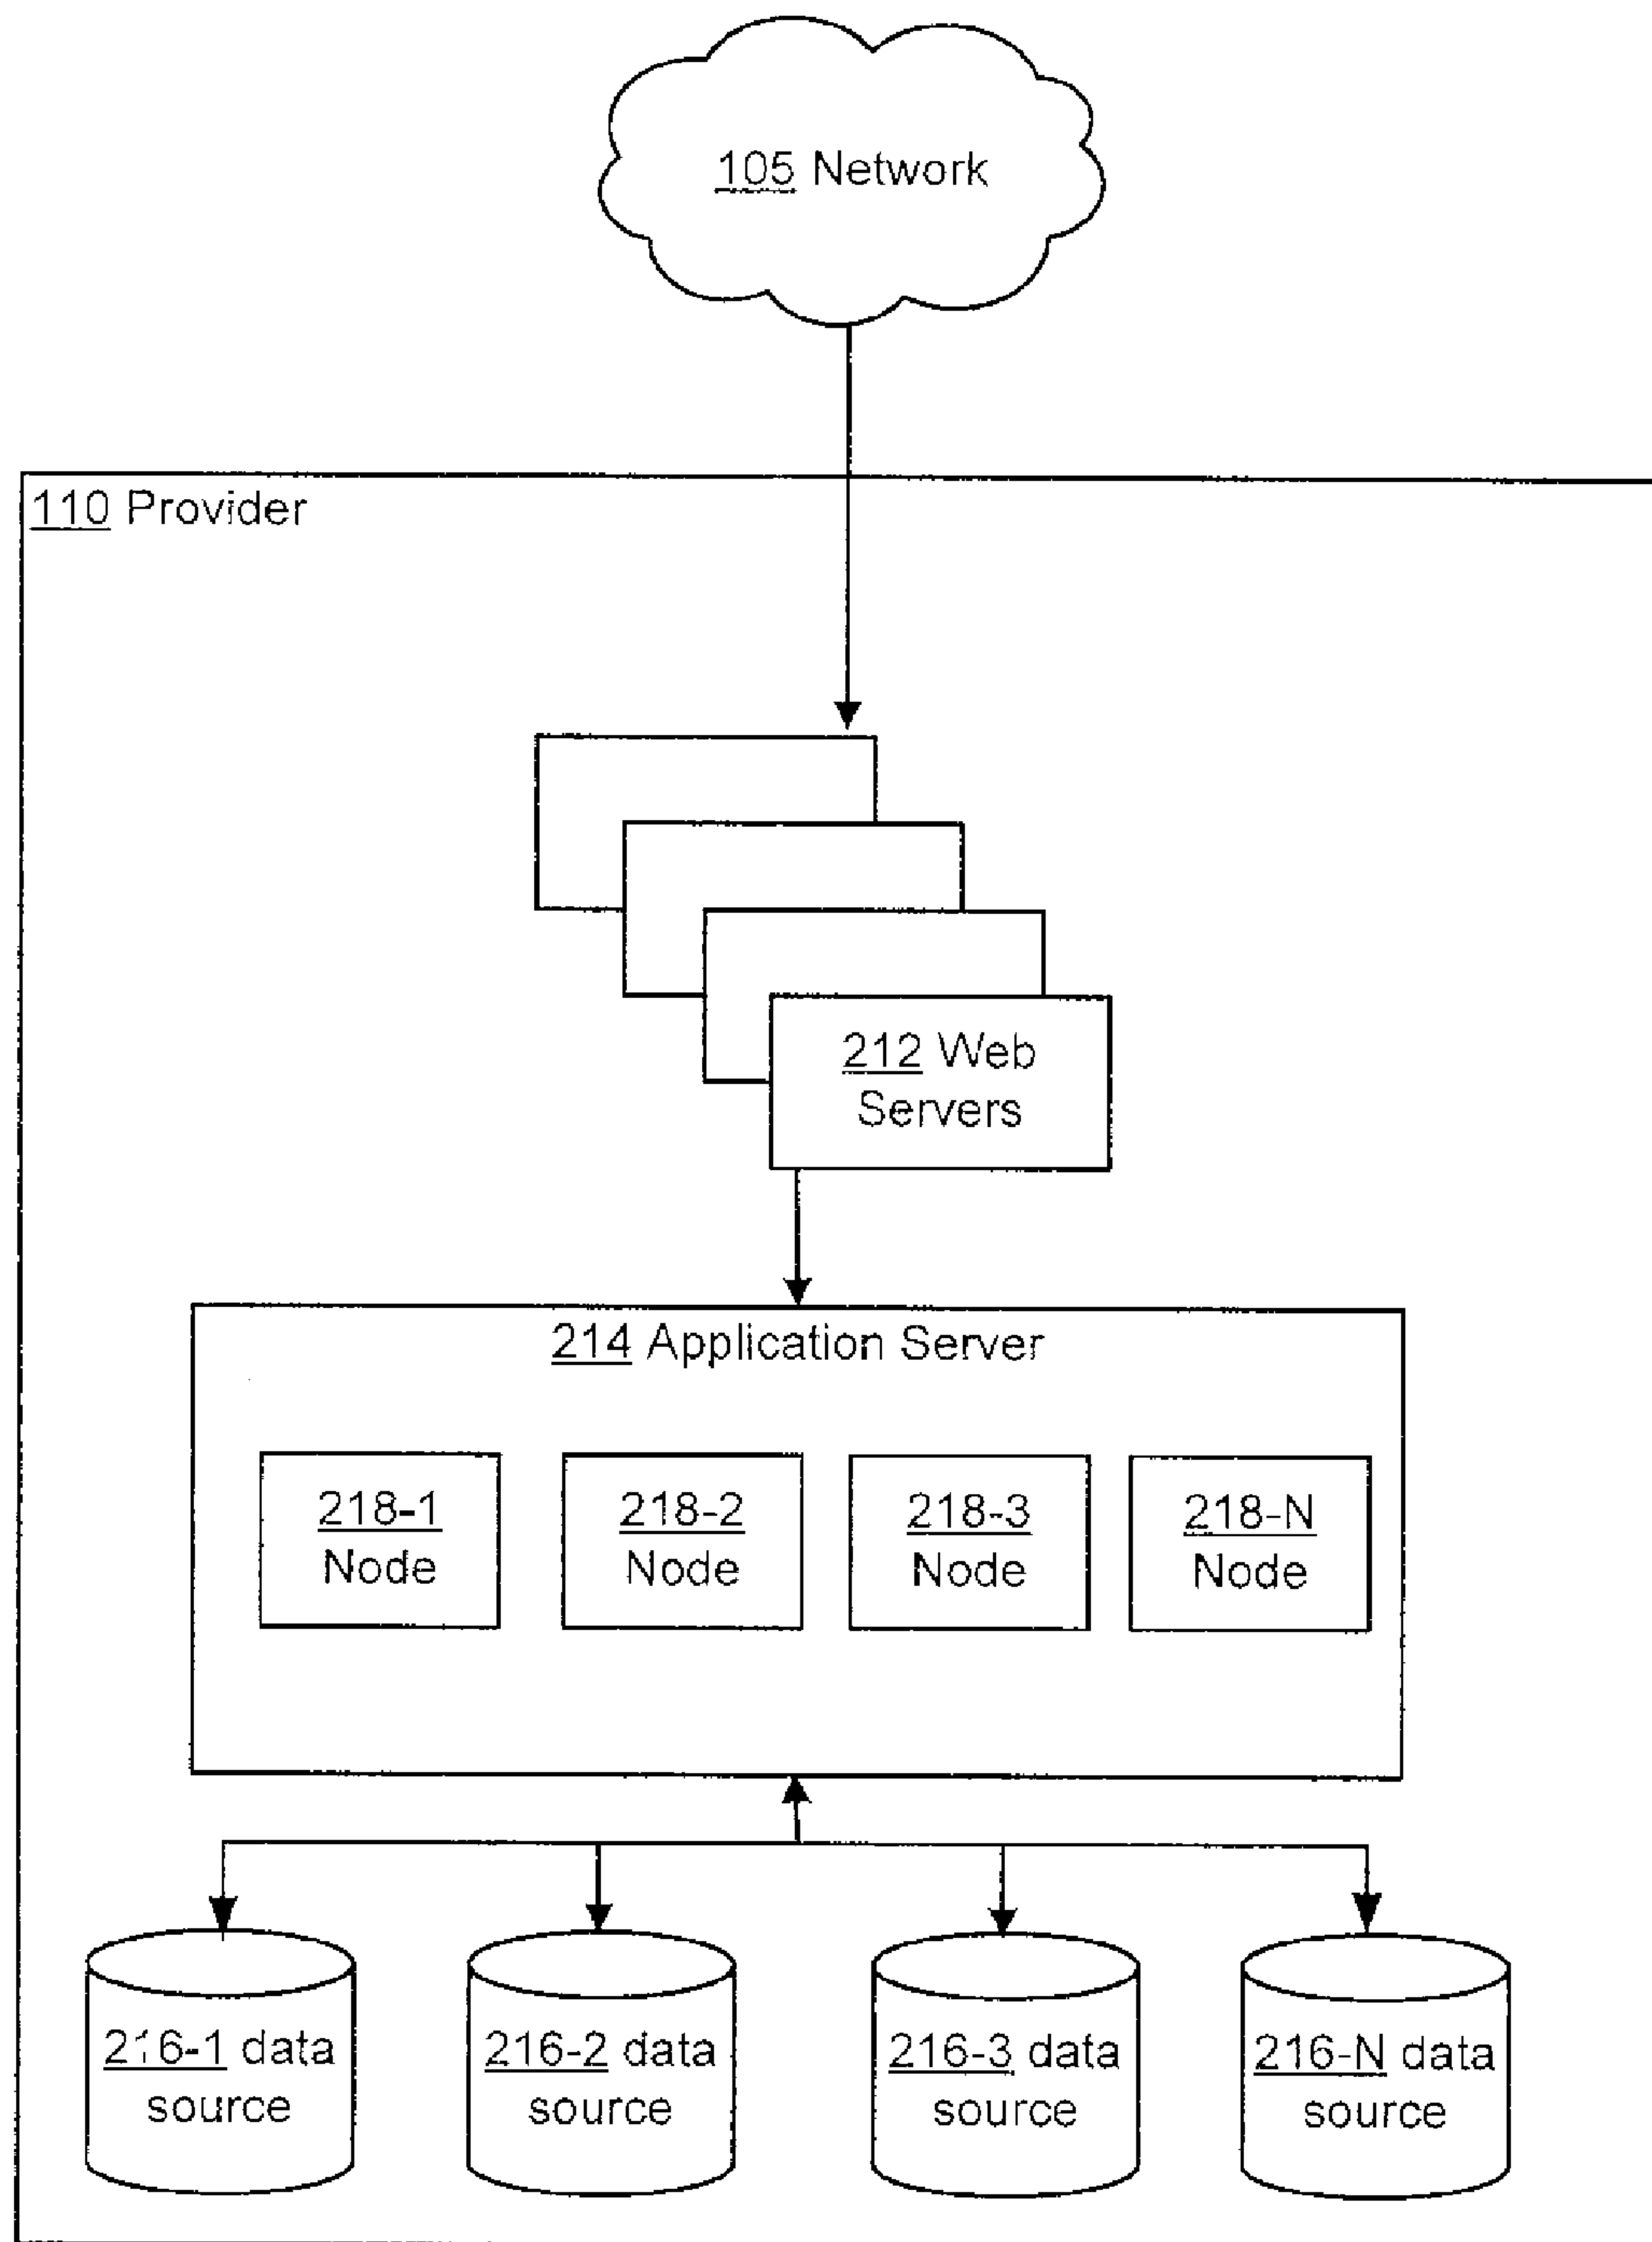 105 Network
110 Provider
212 Web
Servers
214 Application Server
218-1
Node
218-2
Node
218-3
Node
218-N
Node
216-1 data
source
216-2 data
source
216-3 data
source
216-N data
source